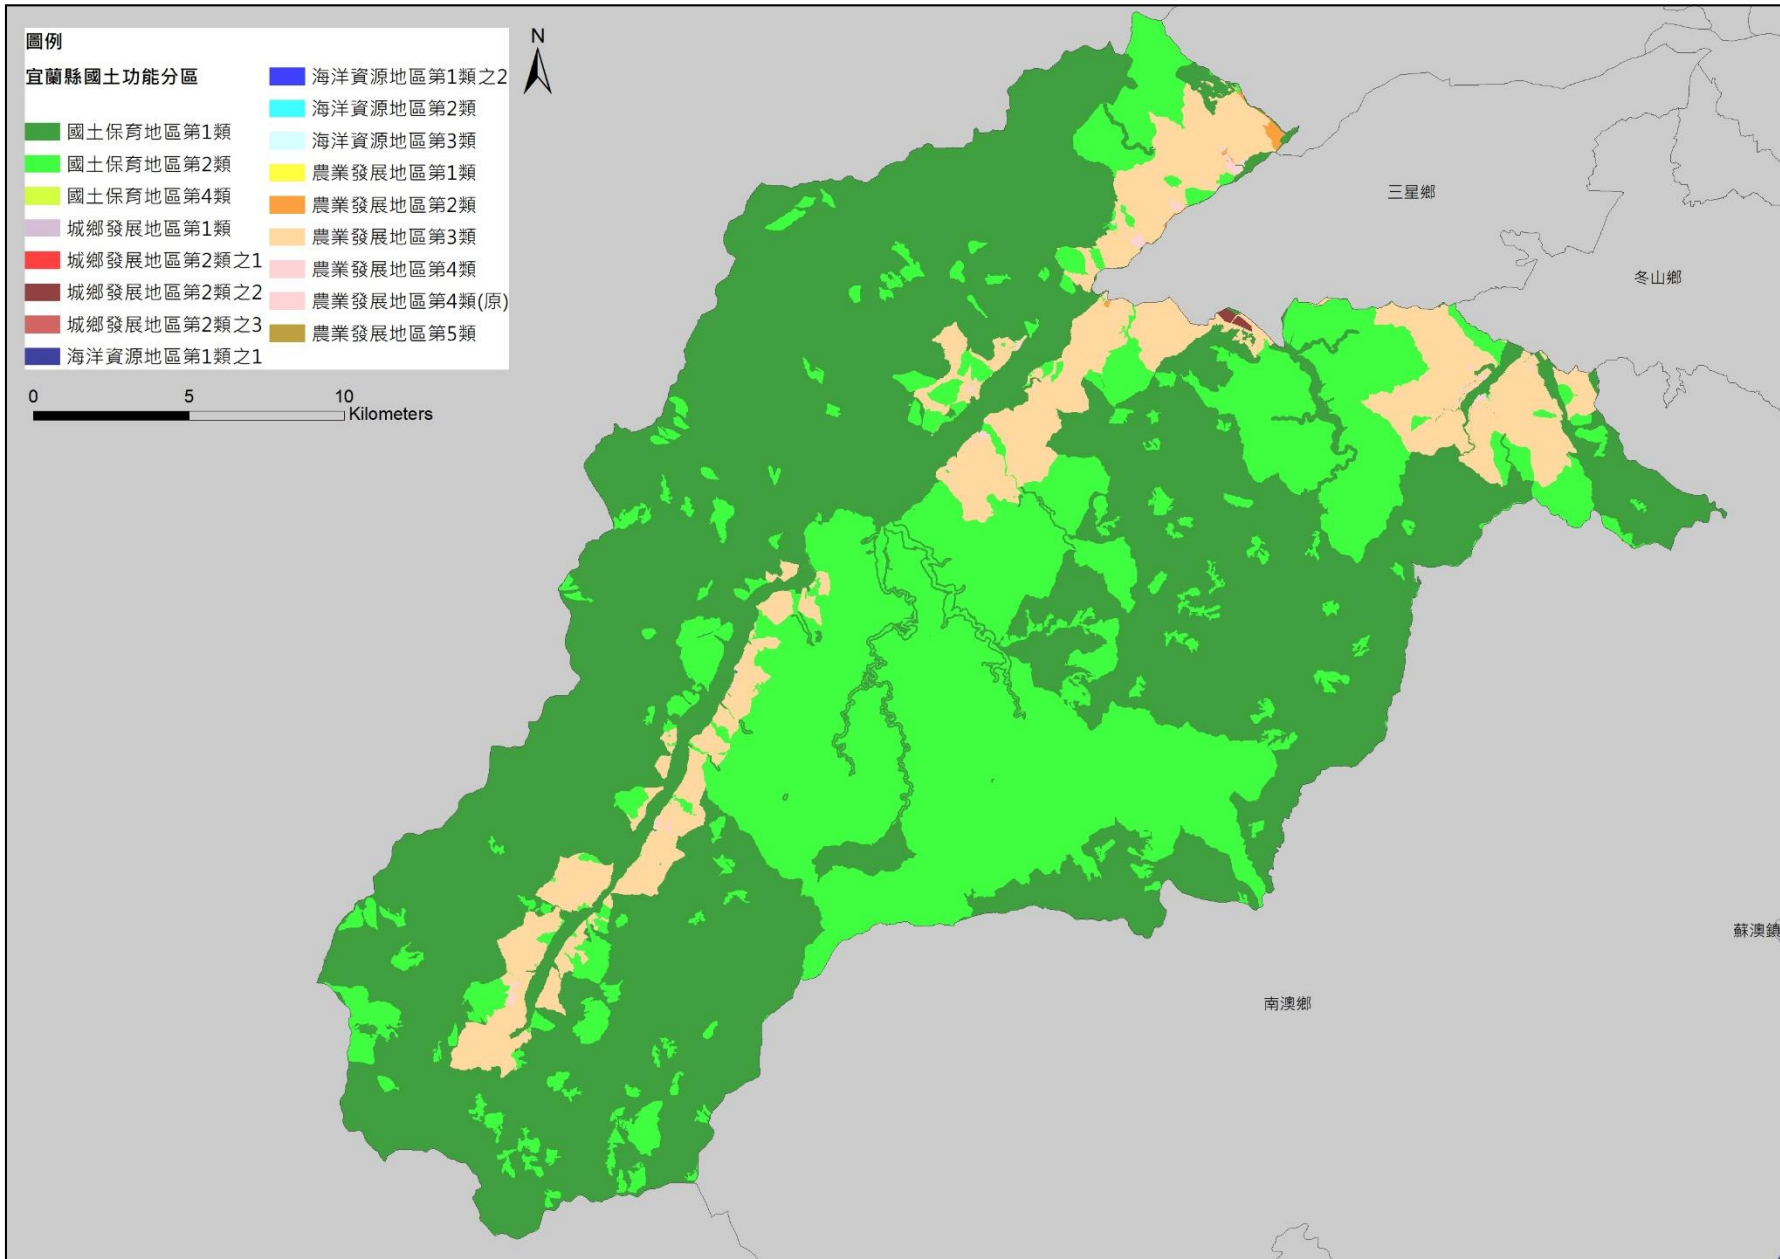 圖例
宜蘭縣國土功能分區
國土保育地區第1類
國土保育地區第2類
國土保育地區第4類
城鄉發展地區第1類
城鄉發展地區第2類之1
城鄉發展地區第2類之2
城鄉發展地區第2類之3
海洋資源地區第1類之1
海洋資源地區第1類之2
海洋資源地區第2類
海洋資源地區第3類
農業發展地區第1類
農業發展地區第2類
農業發展地區第3類
農業發展地區第4類
農業發展地區第4類(原)
農業發展地區第5類
N
0 5 10
Kilometers
三星鄉
冬山鄉
蘇澳鎮
南澳鄉